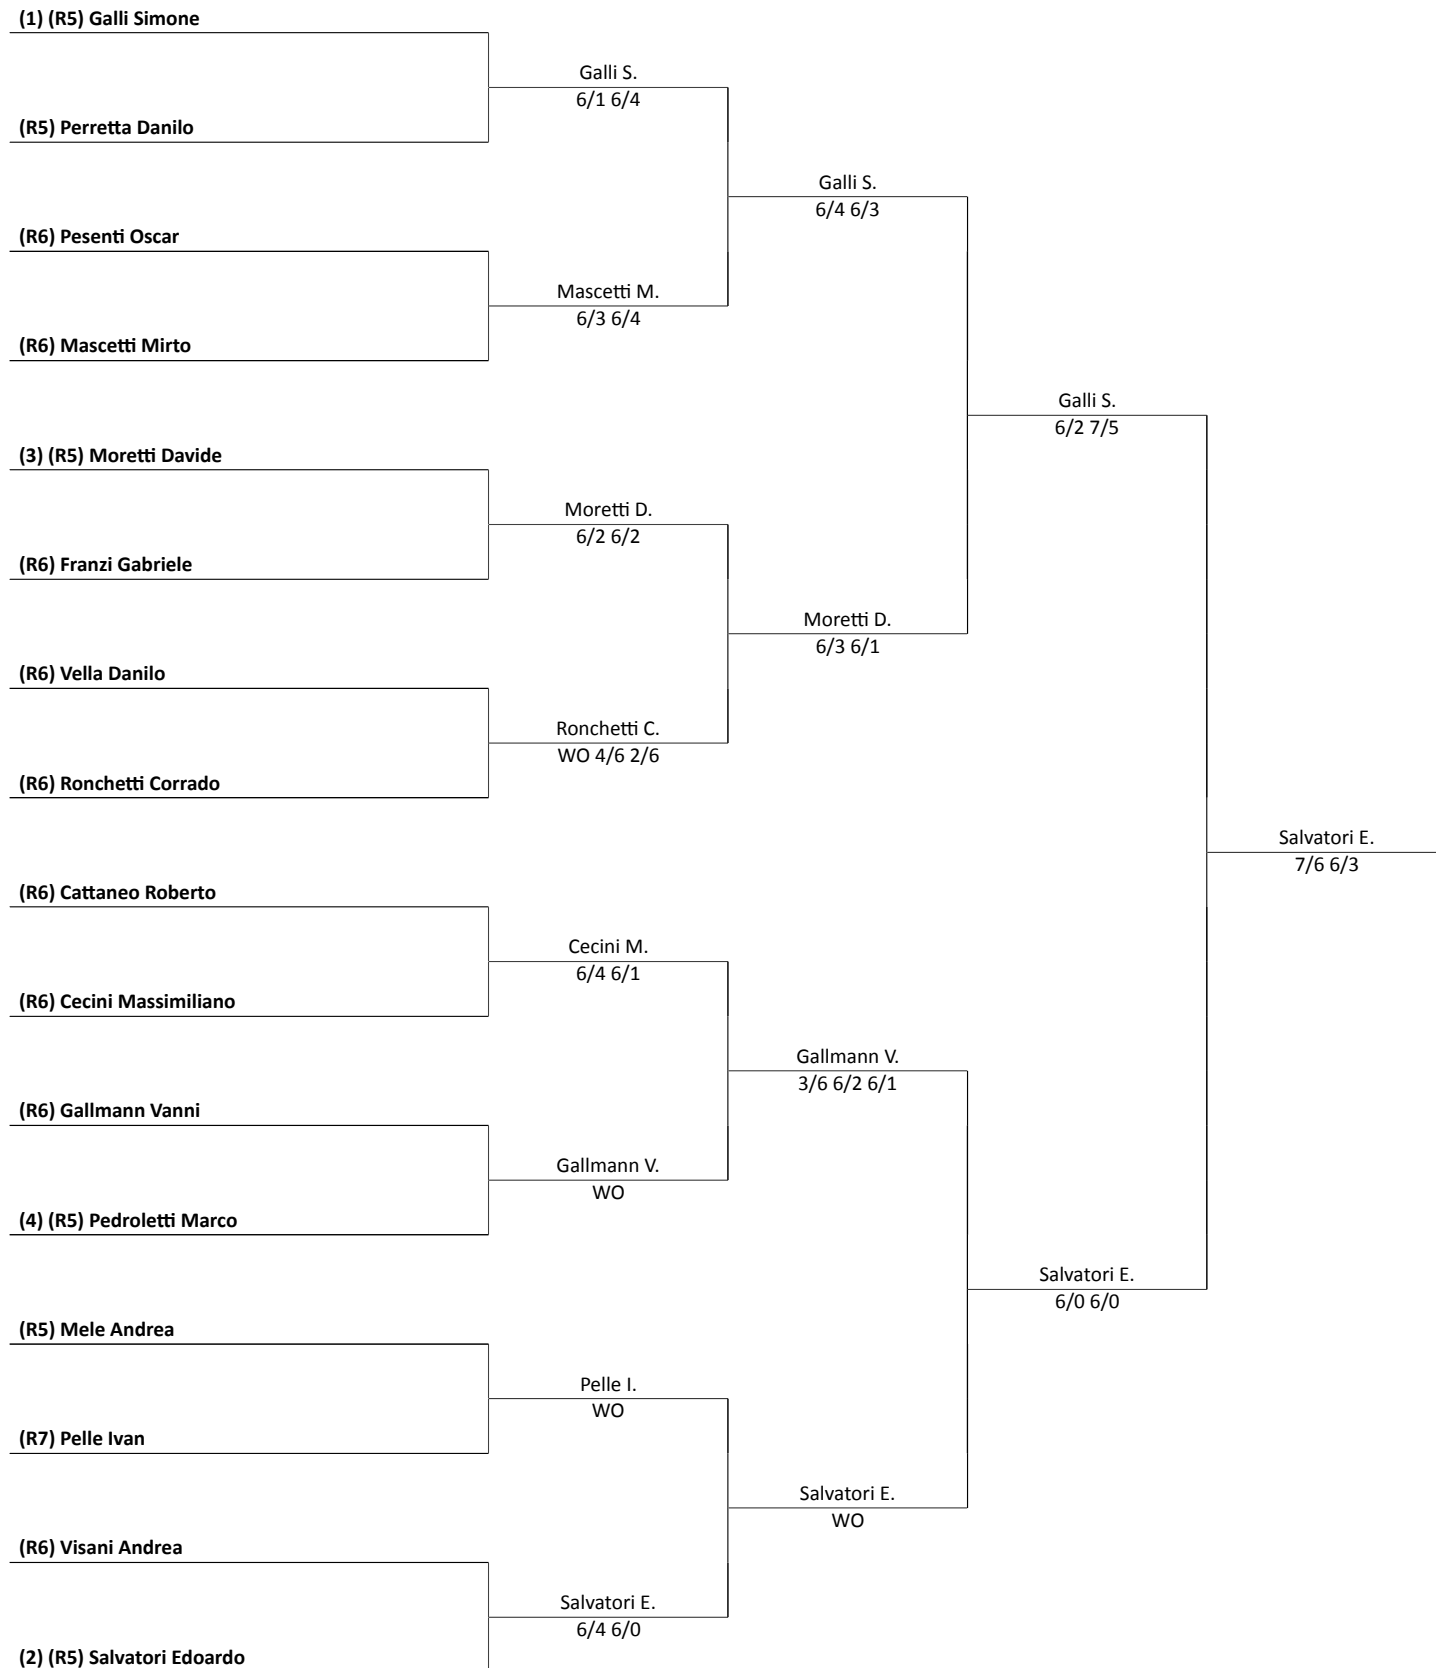 (1) (R5) Galli Simone
Galli S.
6/1 6/4
(R5) Perretta Danilo
Galli S.
6/4 6/3
(R6) Pesenti Oscar
Mascetti M.
6/3 6/4
(R6) Mascetti Mirto
Galli S.
6/2 7/5
(3) (R5) Moretti Davide
Moretti D.
6/2 6/2
(R6) Franzi Gabriele
Moretti D.
6/3 6/1
(R6) Vella Danilo
Ronchetti C.
WO 4/6 2/6
(R6) Ronchetti Corrado
Salvatori E.
7/6 6/3
(R6) Cattaneo Roberto
Cecini M.
6/4 6/1
(R6) Cecini Massimiliano
Gallmann V.
3/6 6/2 6/1
(R6) Gallmann Vanni
Gallmann V.
WO
(4) (R5) Pedroletti Marco
Salvatori E.
6/0 6/0
(R5) Mele Andrea
Pelle I.
WO
(R7) Pelle Ivan
Salvatori E.
WO
(R6) Visani Andrea
Salvatori E.
6/4 6/0
(2) (R5) Salvatori Edoardo